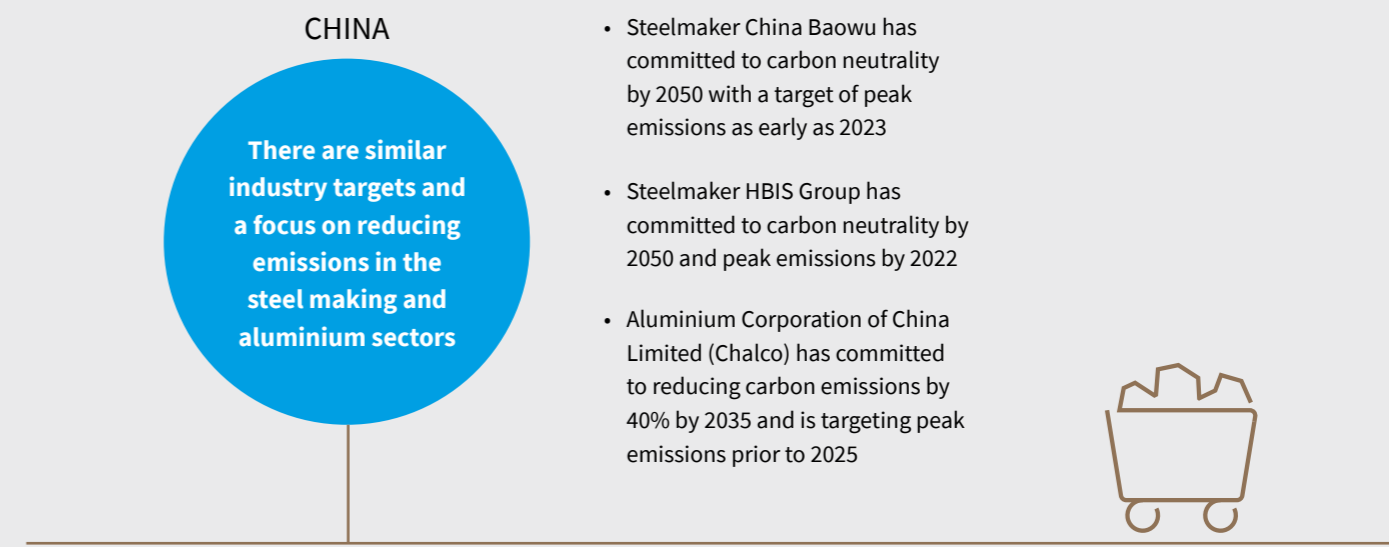 CHINA
There are similar
industry targets and
a focus on reducing
emissions in the
steel making and
aluminium sectors
• Steelmaker China Baowu has
committed to carbon neutrality
by 2050 with a target of peak
emissions as early as 2023
• Steelmaker HBIS Group has
committed to carbon neutrality by
2050 and peak emissions by 2022
• Aluminium Corporation of China
Limited (Chalco) has committed
to reducing carbon emissions by
40% by 2035 and is targeting peak
emissions prior to 2025